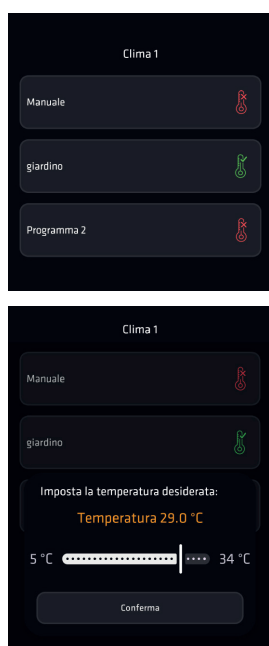 Clima 1
Manuale
giardino
Programma 2
Clima 1
Manuale
giardino
Imposta la temperatura desiderata:
Temperatura 29.0 °C
5 °C 34 °C
Conferma